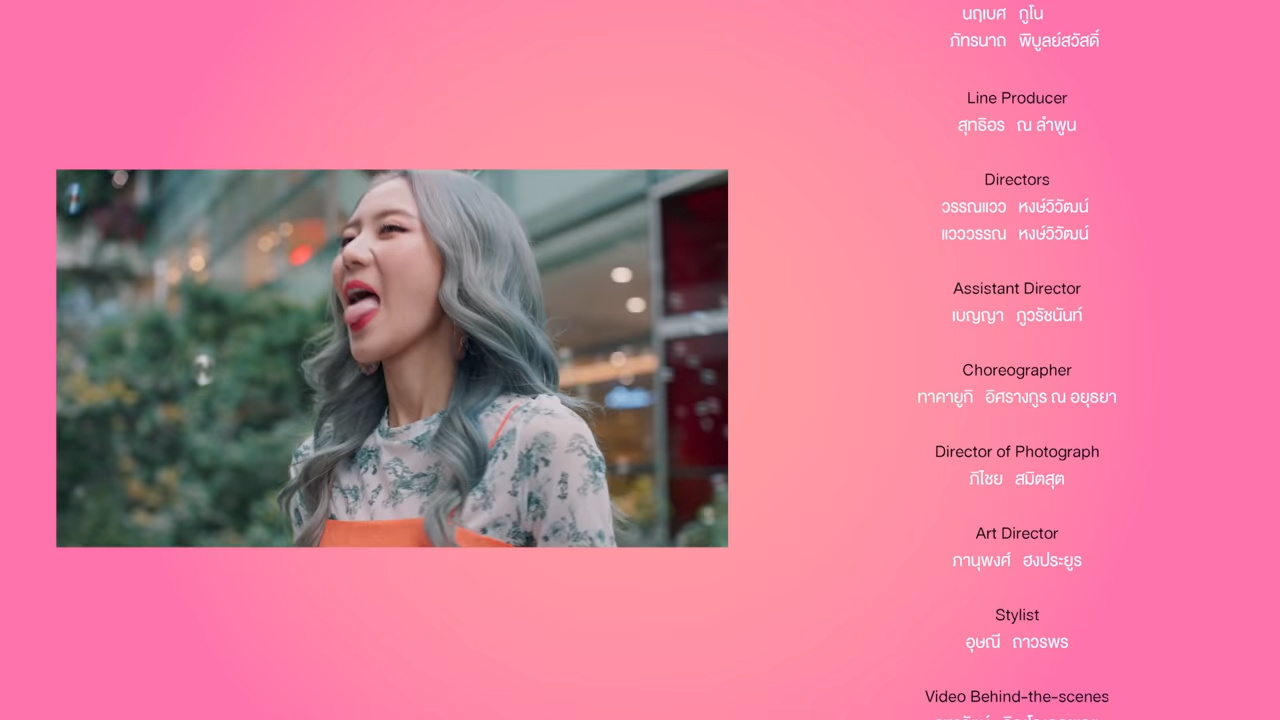 นฤเบศ กูโน
ภัทรนาถ พิบูลย์สวัสดิ์
Line Producer
สุทธิอร ณ ลำพูน
Directors
วรรณแวว หงษ์วิวัฒน์
แวววรรณ หงษ์วิวัฒน์
Assistant Director
เบญญา ภูวรัชนันท์
Choreographer
ทาคายูกิ อิศรางกูร ณ อยุธยา
Director of Photograph
ภิไชย สมิตสุต
Art Director
ภานุพงศ์ ฮงประยูร
Stylist
อุษณี ถาวรพร
Video Behind-the-scenes